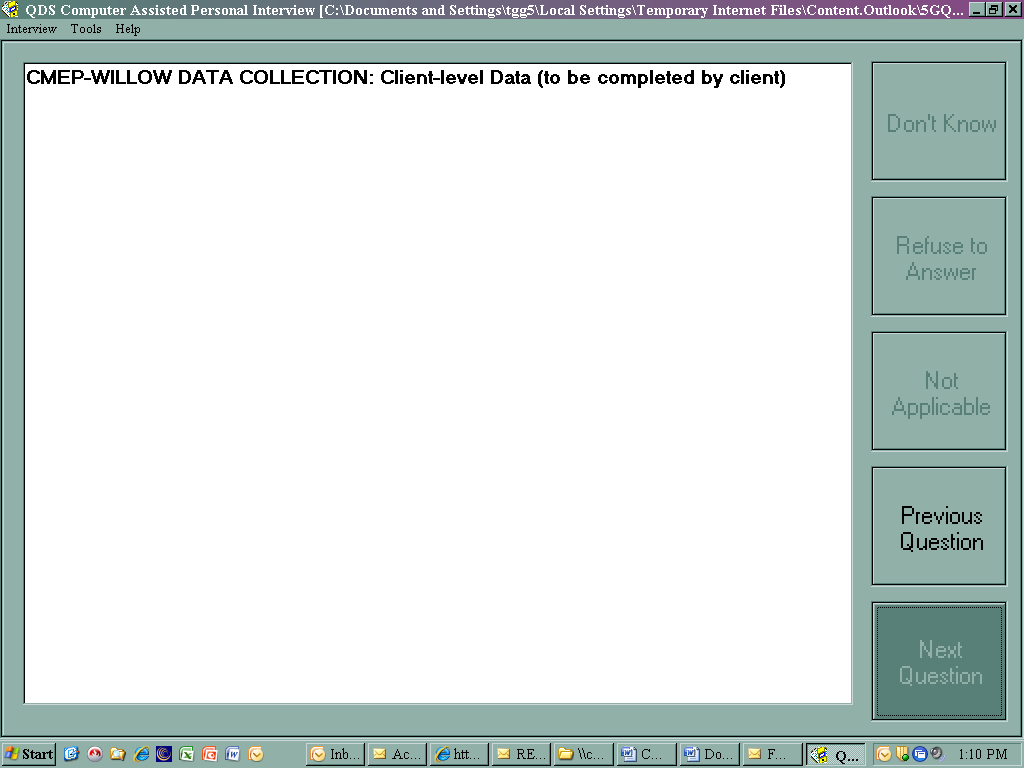 QDS Computer Assisted Personal Interview [C:\Documents and Settings\tgg5\Local Settings\Temporary Internet Files\Content.Outlook\5GQ...
Interview Tools Help
CMEP-WILLOW DATA COLLECTION: Client-level Data (to be completed by client)
Don't Know
Refuse to
Answer
Not
Applicable
Previous
Question
Next
Question
Start Inb... Ac... htt... RE... \\c... C... Do... F... Q... 1:10 PM